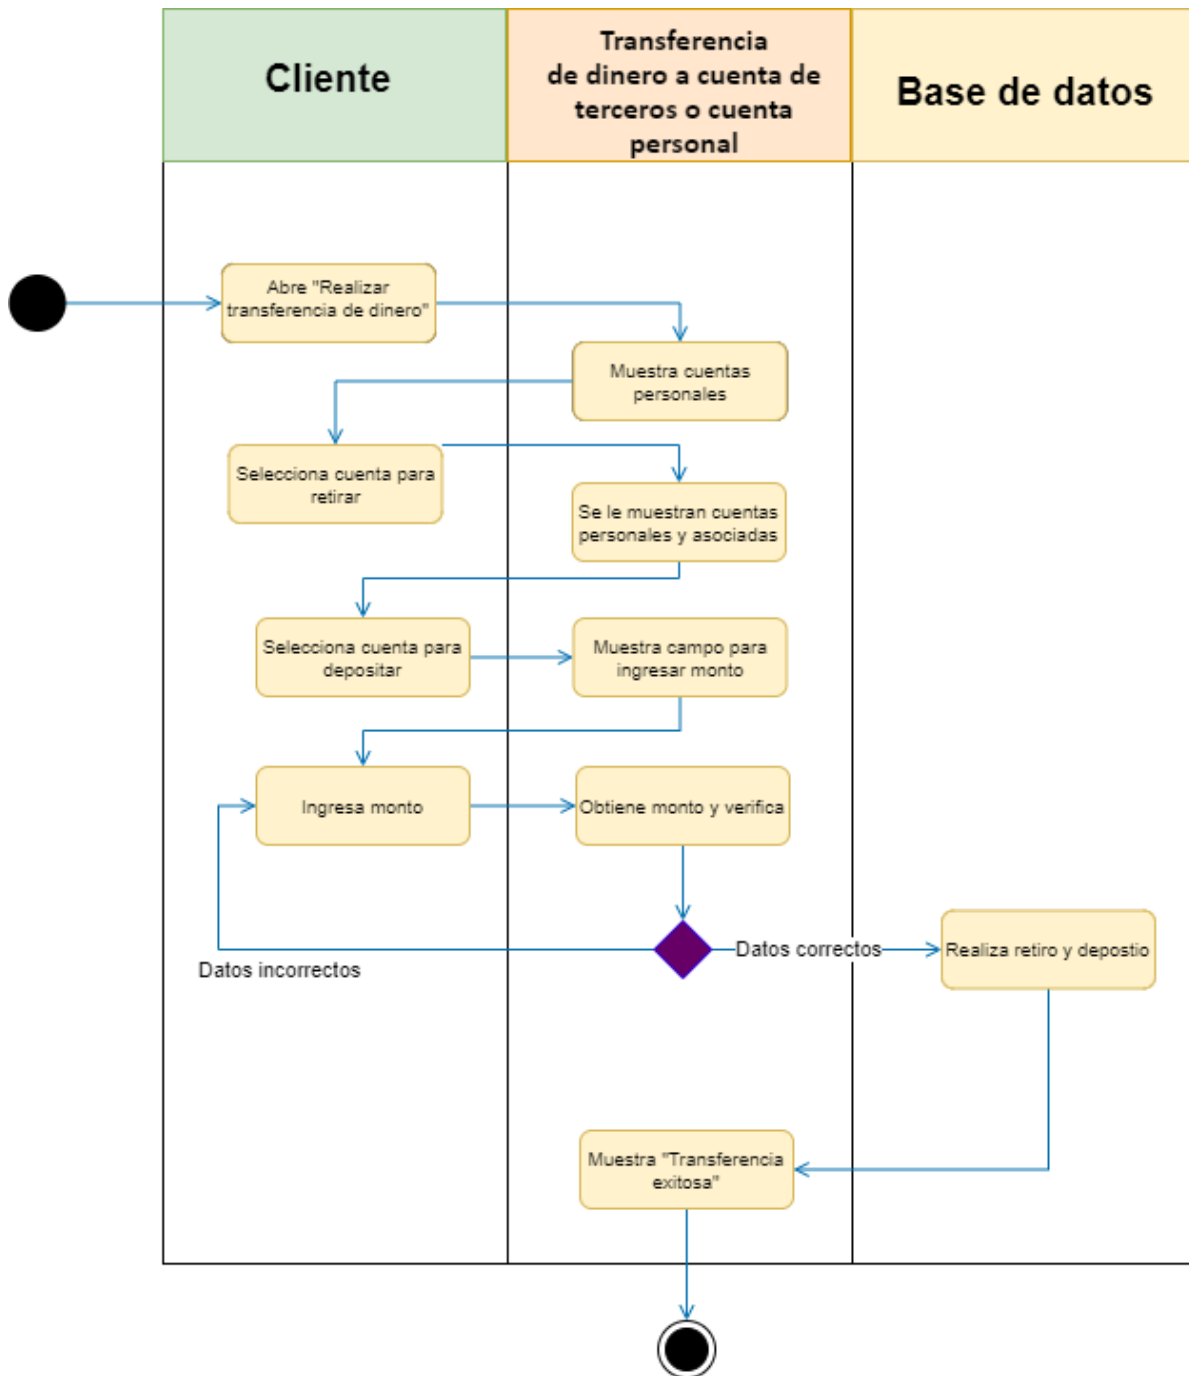 Cliente
Transferencia
de dinero a cuenta de
terceros o cuenta
personal
Base de datos
Abre "Realizar
transferencia de dinero"
Muestra cuentas
personales
Selecciona cuenta para
retirar
Se le muestran cuentas
personales y asociadas
Selecciona cuenta para
depositar
Muestra campo para
ingresar monto
Ingresa monto
Obtiene monto y verifica
Datos incorrectos
Datos correctos
Realiza retiro y depostio
Muestra "Transferencia
exitosa"